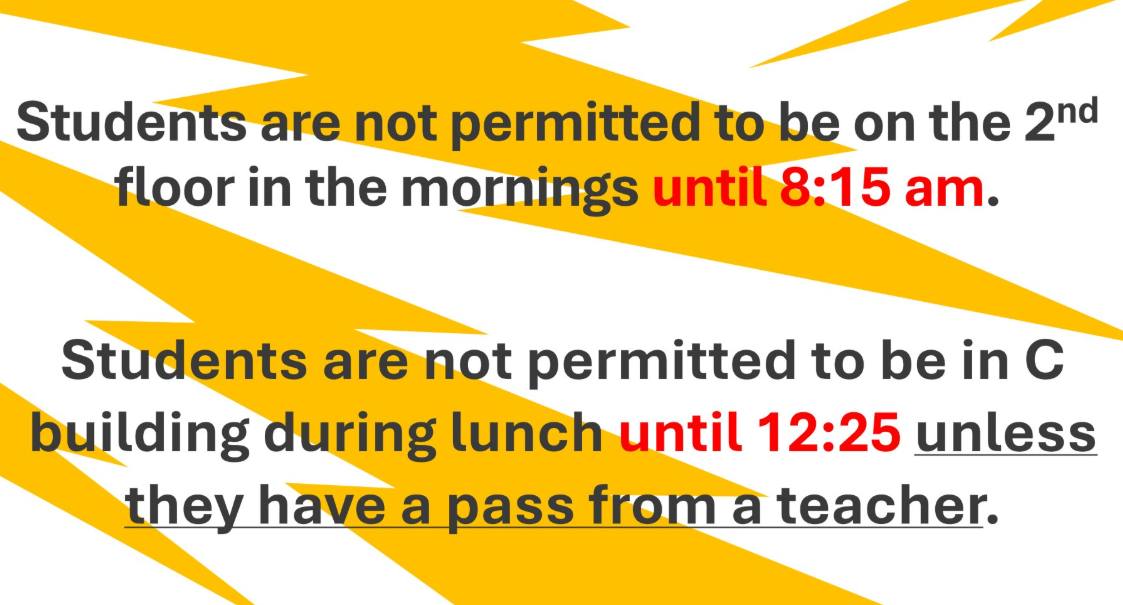 Students are not permitted to be on the 2nd
floor in the mornings until 8:15 am.
Students are not permitted to be in C
building during lunch until 12:25 unless
they have a pass from a teacher.